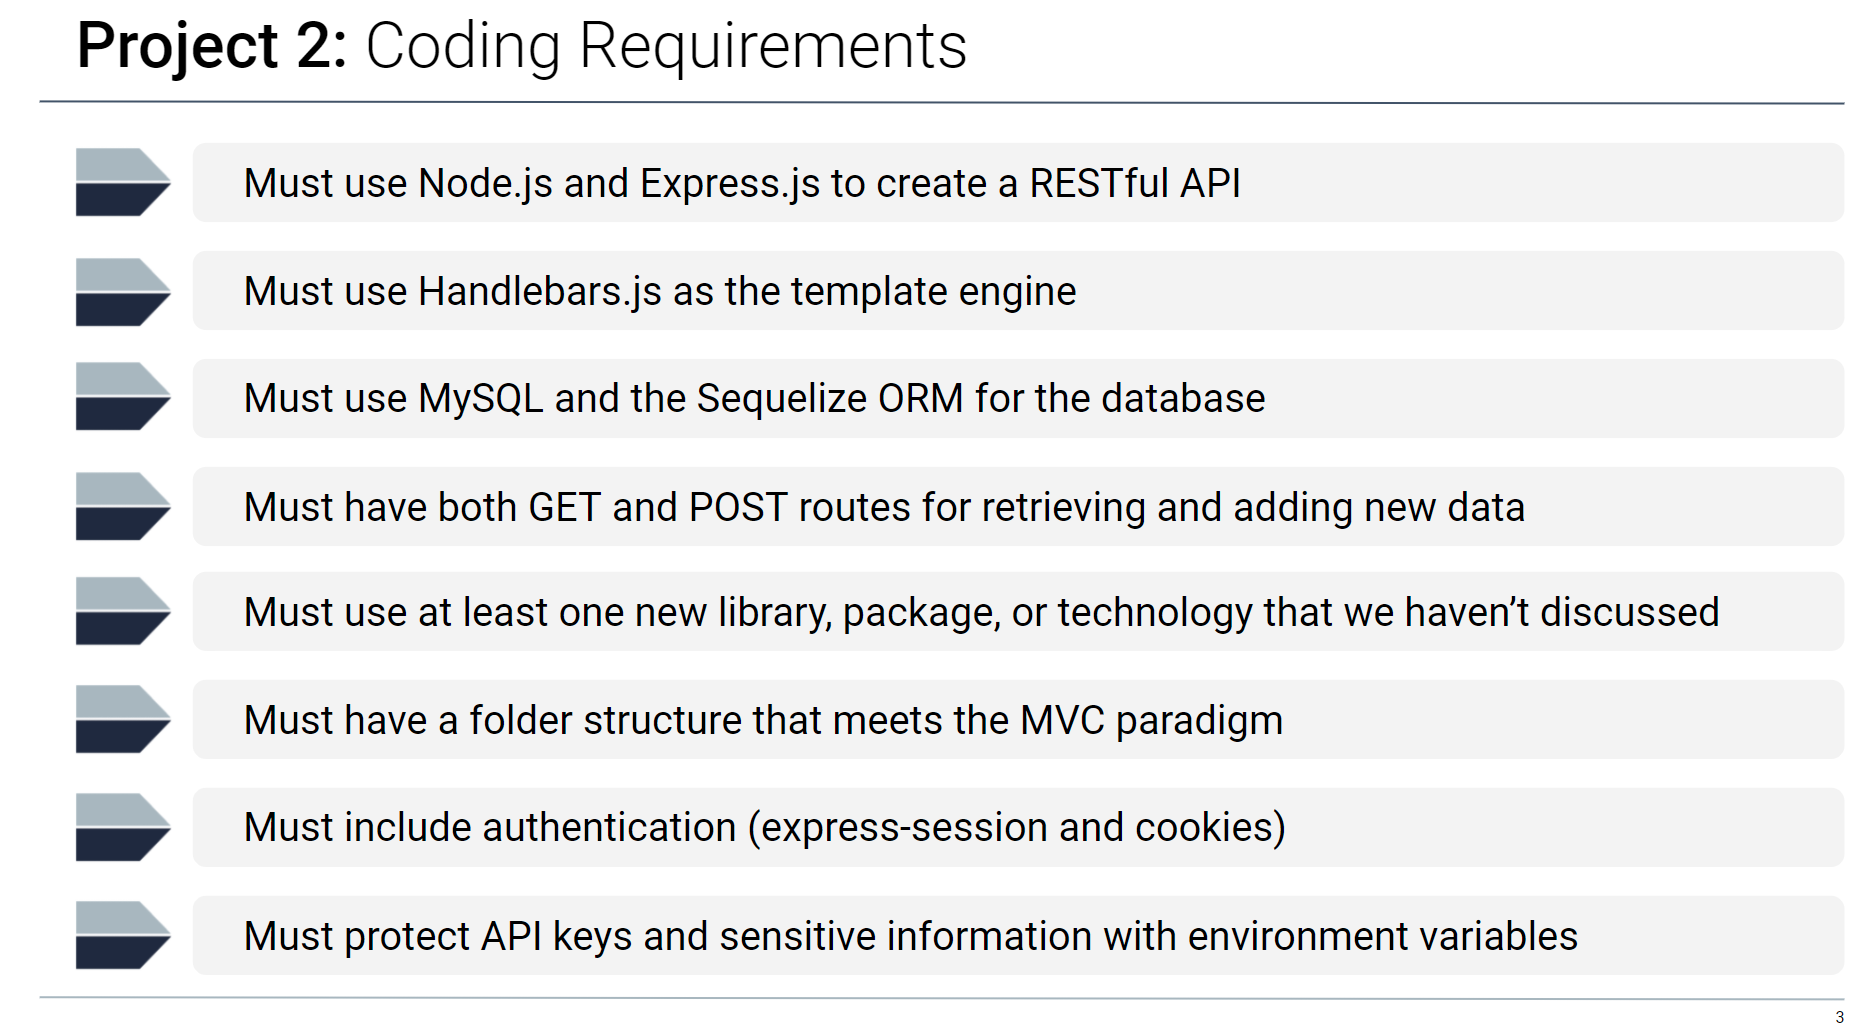 Project 2: Coding Requirements
Must use Node.js and Express.js to create a RESTful API
Must use Handlebars.js as the template engine
Must use MySQL and the Sequelize ORM for the database
Must have both GET and POST routes for retrieving and adding new data
Must use at least one new library, package, or technology that we haven’t discussed
Must have a folder structure that meets the MVC paradigm
Must include authentication (express-session and cookies)
Must protect API keys and sensitive information with environment variables
3